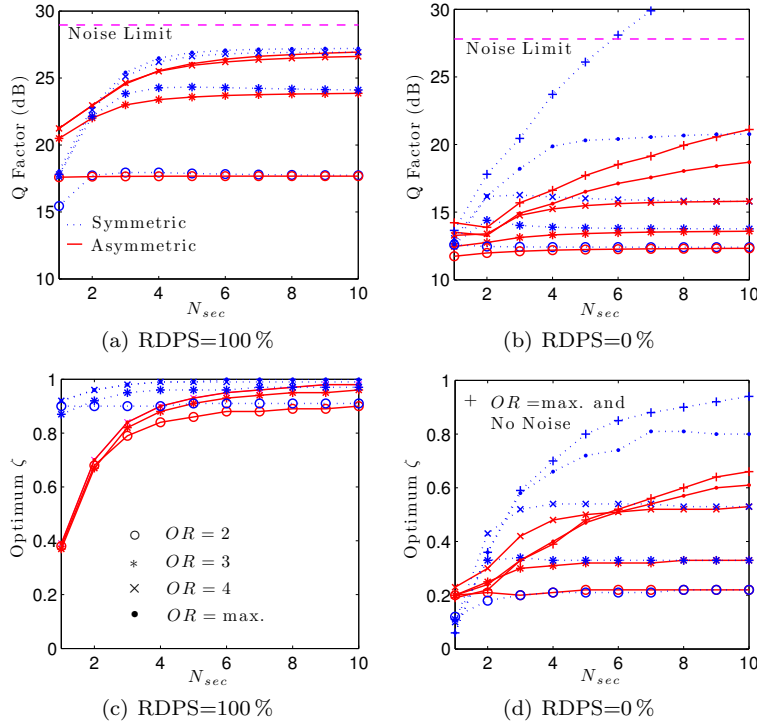 30
25
20
15
10
Q Factor (dB)
Noise Limit
Symmetric
Asymmetric
2 4 6 8 10
N_sec
(a) RDPS=100 %
30
25
20
15
10
Q Factor (dB)
Noise Limit
2 4 6 8 10
N_sec
(b) RDPS=0 %
1
0.8
0.6
0.4
0.2
0
Optimum ζ
OR = 2
OR = 3
OR = 4
OR = max.
2 4 6 8 10
N_sec
(c) RDPS=100 %
1
0.8
0.6
0.4
0.2
0
Optimum ζ
+ OR =max. and
No Noise
2 4 6 8 10
N_sec
(d) RDPS=0 %